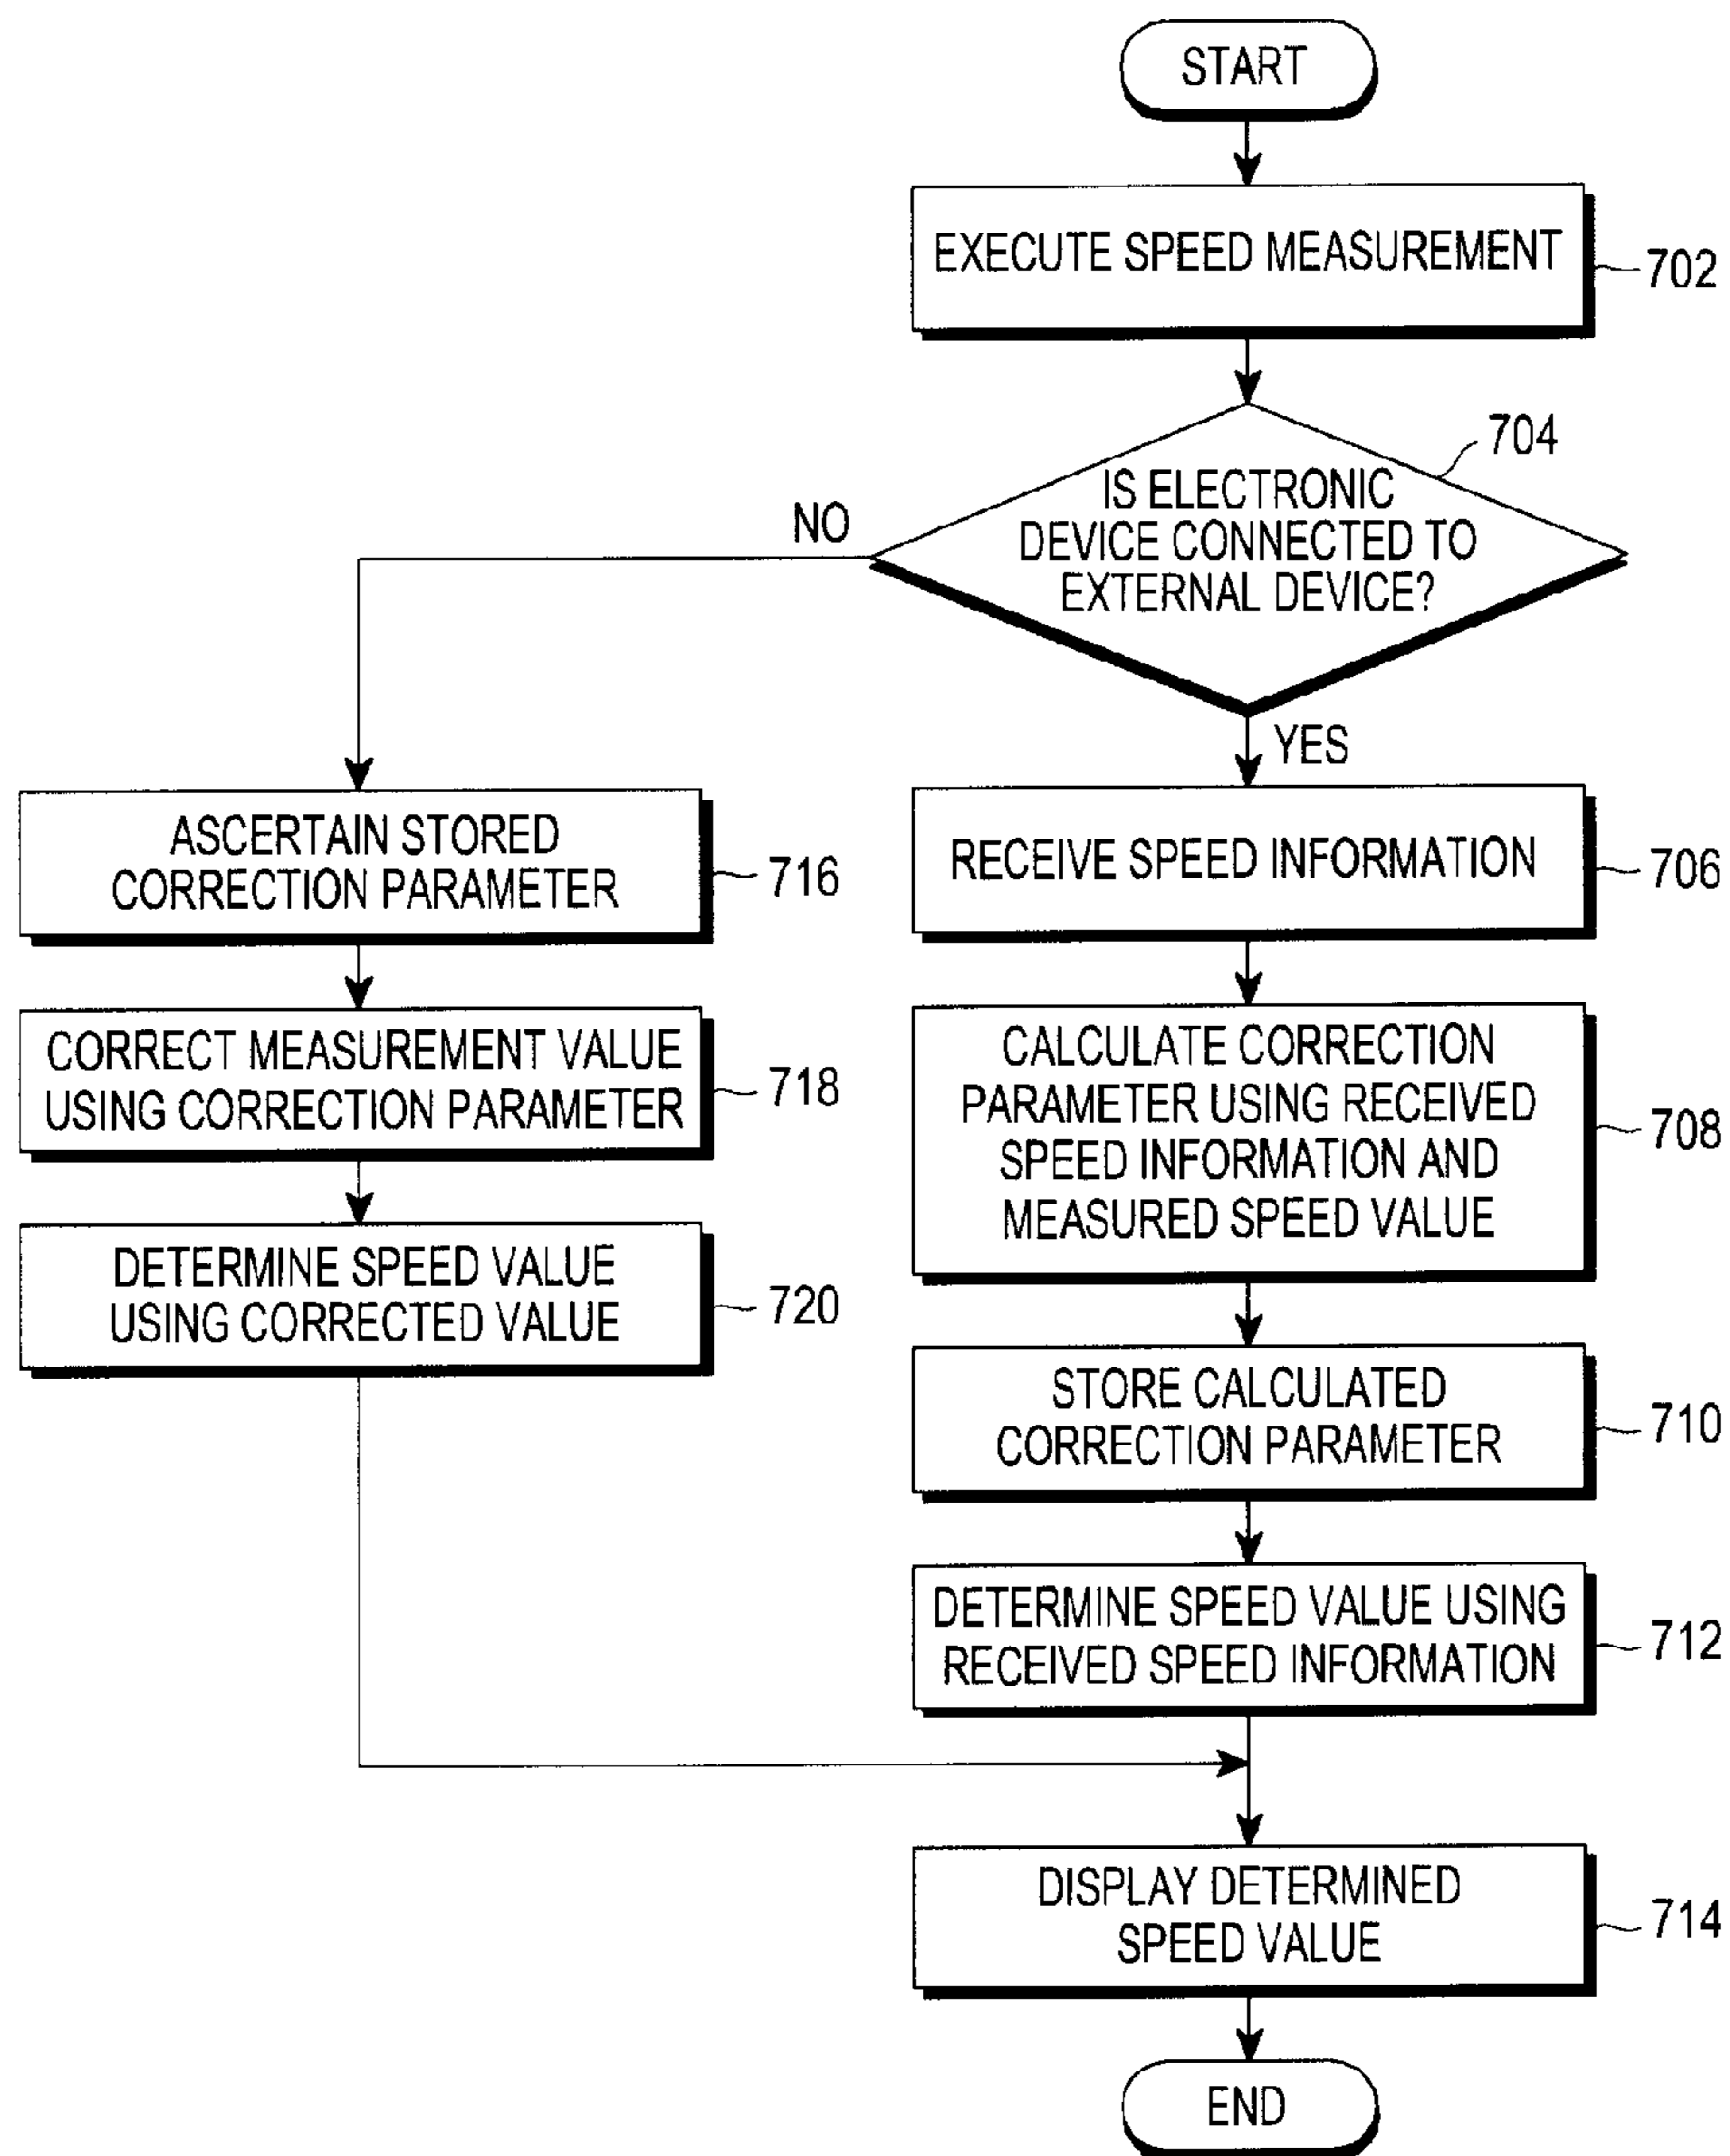 START
EXECUTE SPEED MEASUREMENT
702
704
IS ELECTRONIC
DEVICE CONNECTED TO
EXTERNAL DEVICE?
NO
YES
RECEIVE SPEED INFORMATION
706
CALCULATE CORRECTION
PARAMETER USING RECEIVED
SPEED INFORMATION AND
MEASURED SPEED VALUE
708
STORE CALCULATED
CORRECTION PARAMETER
710
DETERMINE SPEED VALUE USING
RECEIVED SPEED INFORMATION
712
ASCERTAIN STORED
CORRECTION PARAMETER
716
CORRECT MEASUREMENT VALUE
USING CORRECTION PARAMETER
718
DETERMINE SPEED VALUE
USING CORRECTED VALUE
720
DISPLAY DETERMINED
SPEED VALUE
714
END